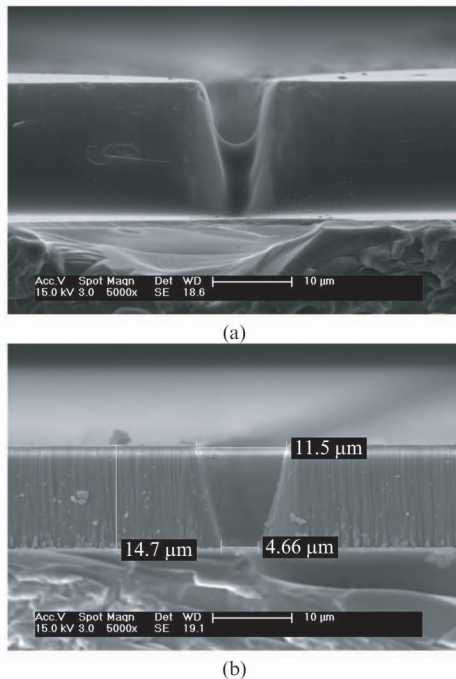 Acc.V Spot Magn Det WD 10 µm
15.0 kV 3.0 5000x SE 18.6
(a)
11.5 µm
14.7 µm 4.66 µm
Acc.V Spot Magn Det WD 10 µm
15.0 kV 3.0 5000x SE 19.1
(b)